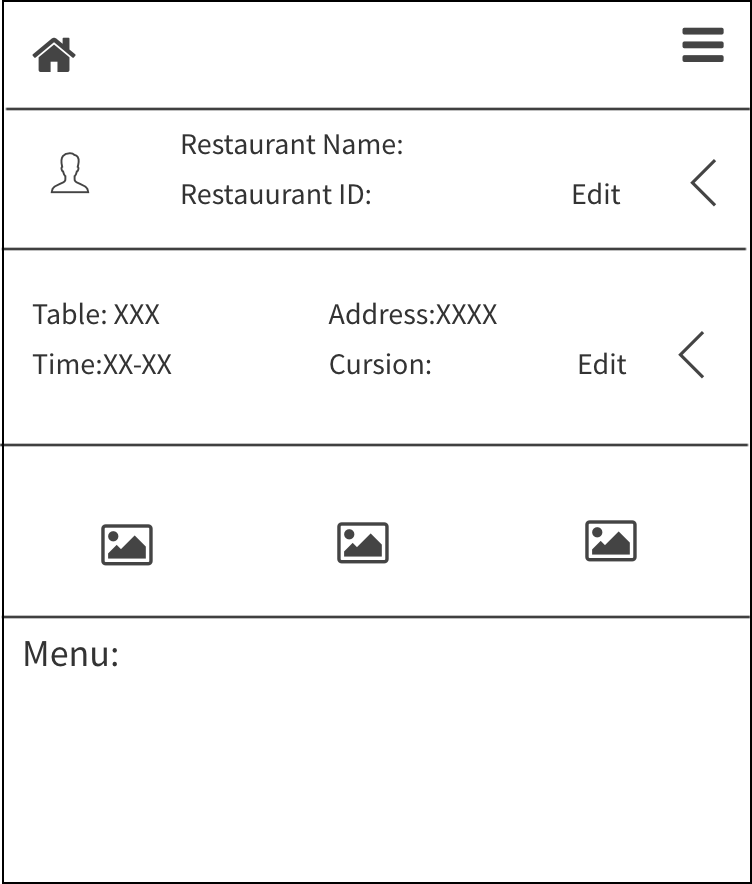 Restaurant Name:
Restauurant ID:
Edit
Table: XXX
Address:XXXX
Time:XX-XX
Cursion:
Edit
Menu: